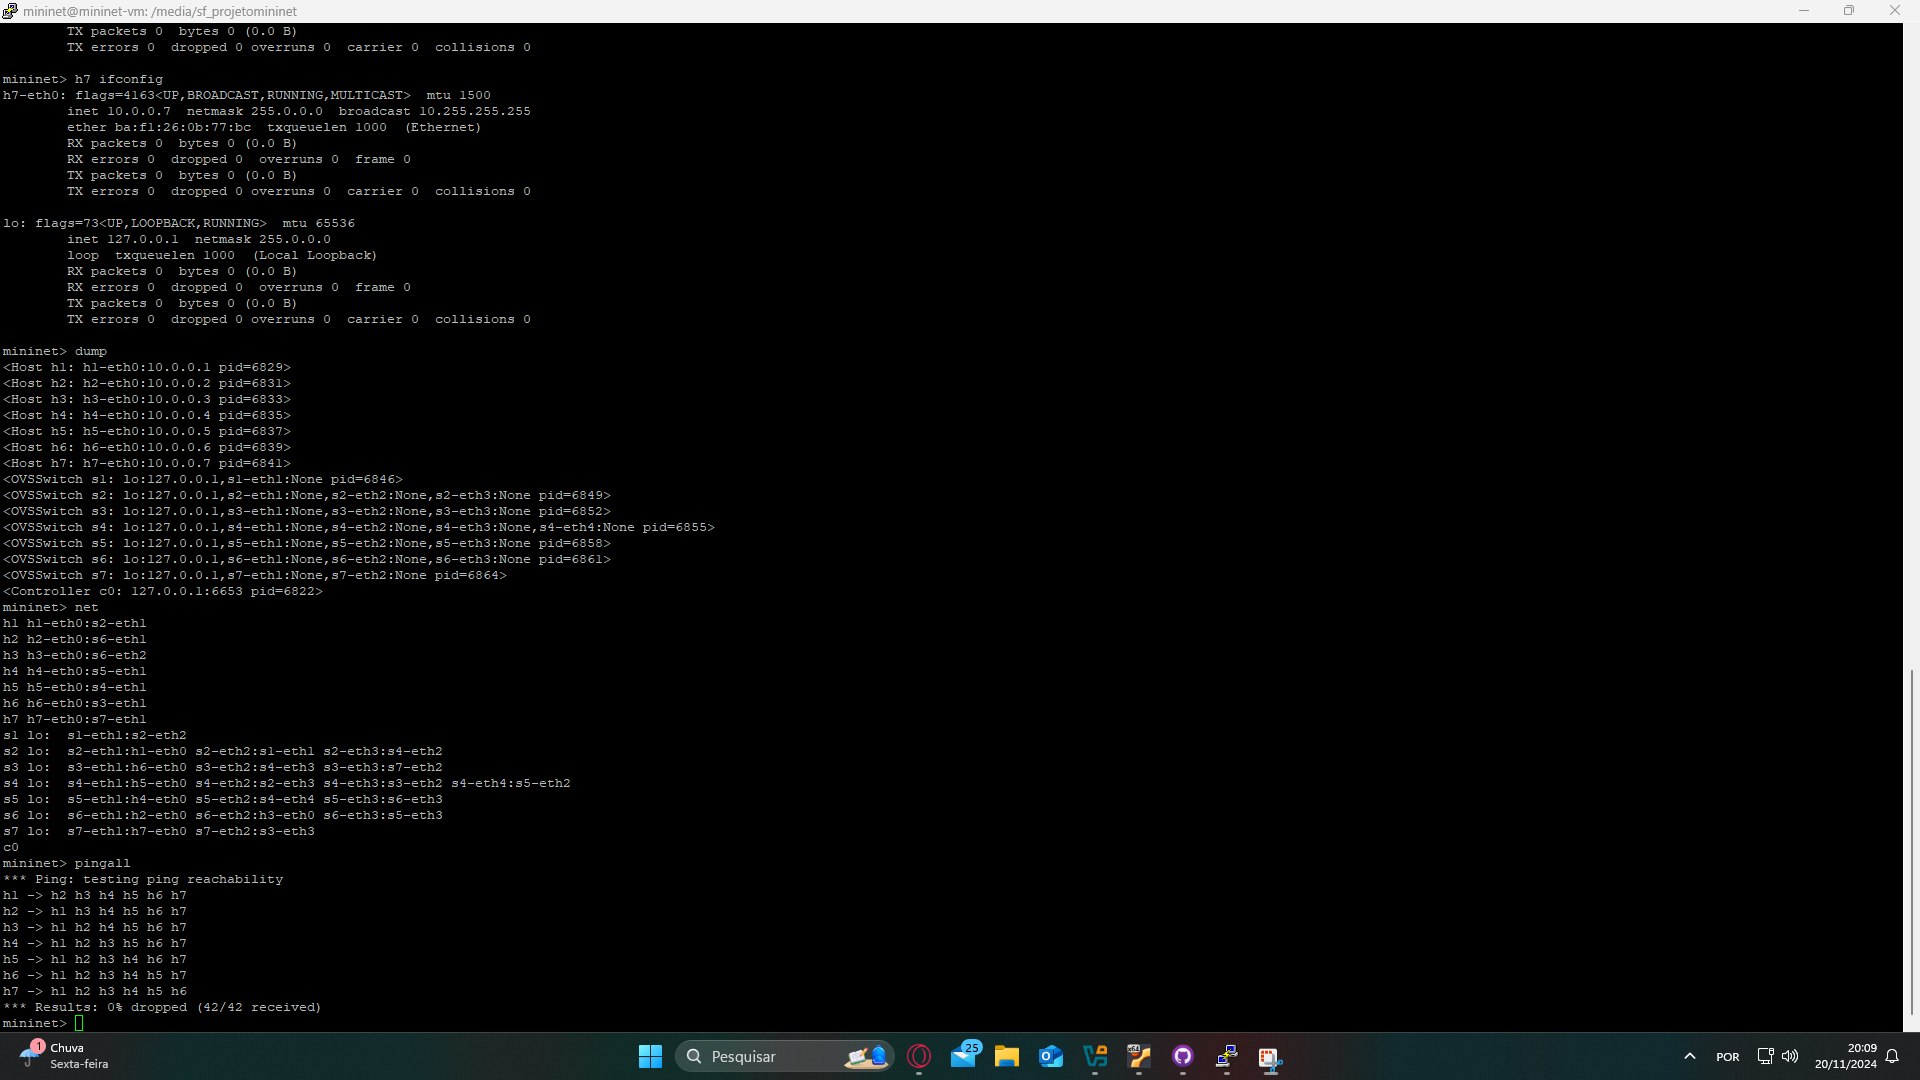 mininet@mininet-vm: /media/sf_projetomininet
        TX packets 0  bytes 0 (0.0 B)
        TX errors 0  dropped 0 overruns 0  carrier 0  collisions 0
mininet> h7 ifconfig
h7-eth0: flags=4163<UP,BROADCAST,RUNNING,MULTICAST>  mtu 1500
        inet 10.0.0.7  netmask 255.0.0.0  broadcast 10.255.255.255
        ether ba:f1:26:0b:77:bc  txqueuelen 1000  (Ethernet)
        RX packets 0  bytes 0 (0.0 B)
        RX errors 0  dropped 0  overruns 0  frame 0
        TX packets 0  bytes 0 (0.0 B)
        TX errors 0  dropped 0 overruns 0  carrier 0  collisions 0
lo: flags=73<UP,LOOPBACK,RUNNING>  mtu 65536
        inet 127.0.0.1  netmask 255.0.0.0
        loop  txqueuelen 1000  (Local Loopback)
        RX packets 0  bytes 0 (0.0 B)
        RX errors 0  dropped 0  overruns 0  frame 0
        TX packets 0  bytes 0 (0.0 B)
        TX errors 0  dropped 0 overruns 0  carrier 0  collisions 0
mininet> dump
<Host h1: h1-eth0:10.0.0.1 pid=6829>
<Host h2: h2-eth0:10.0.0.2 pid=6831>
<Host h3: h3-eth0:10.0.0.3 pid=6833>
<Host h4: h4-eth0:10.0.0.4 pid=6835>
<Host h5: h5-eth0:10.0.0.5 pid=6837>
<Host h6: h6-eth0:10.0.0.6 pid=6839>
<Host h7: h7-eth0:10.0.0.7 pid=6841>
<OVSSwitch s1: lo:127.0.0.1,s1-eth1:None pid=6846>
<OVSSwitch s2: lo:127.0.0.1,s2-eth1:None,s2-eth2:None,s2-eth3:None pid=6849>
<OVSSwitch s3: lo:127.0.0.1,s3-eth1:None,s3-eth2:None,s3-eth3:None pid=6852>
<OVSSwitch s4: lo:127.0.0.1,s4-eth1:None,s4-eth2:None,s4-eth3:None,s4-eth4:None pid=6855>
<OVSSwitch s5: lo:127.0.0.1,s5-eth1:None,s5-eth2:None,s5-eth3:None pid=6858>
<OVSSwitch s6: lo:127.0.0.1,s6-eth1:None,s6-eth2:None,s6-eth3:None pid=6861>
<OVSSwitch s7: lo:127.0.0.1,s7-eth1:None,s7-eth2:None pid=6864>
<Controller c0: 127.0.0.1:6653 pid=6822>
mininet> net
h1 h1-eth0:s2-eth1
h2 h2-eth0:s6-eth1
h3 h3-eth0:s6-eth2
h4 h4-eth0:s5-eth1
h5 h5-eth0:s4-eth1
h6 h6-eth0:s3-eth1
h7 h7-eth0:s7-eth1
s1 lo:  s1-eth1:s2-eth2
s2 lo:  s2-eth1:h1-eth0 s2-eth2:s1-eth1 s2-eth3:s4-eth2
s3 lo:  s3-eth1:h6-eth0 s3-eth2:s4-eth3 s3-eth3:s7-eth2
s4 lo:  s4-eth1:h5-eth0 s4-eth2:s2-eth3 s4-eth3:s3-eth2 s4-eth4:s5-eth2
s5 lo:  s5-eth1:h4-eth0 s5-eth2:s4-eth4 s5-eth3:s6-eth3
s6 lo:  s6-eth1:h2-eth0 s6-eth2:h3-eth0 s6-eth3:s5-eth3
s7 lo:  s7-eth1:h7-eth0 s7-eth2:s3-eth3
c0
mininet> pingall
*** Ping: testing ping reachability
h1 -> h2 h3 h4 h5 h6 h7
h2 -> h1 h3 h4 h5 h6 h7
h3 -> h1 h2 h4 h5 h6 h7
h4 -> h1 h2 h3 h5 h6 h7
h5 -> h1 h2 h3 h4 h6 h7
h6 -> h1 h2 h3 h4 h5 h7
h7 -> h1 h2 h3 h4 h5 h6
*** Results: 0% dropped (42/42 received)
mininet>
1
Chuva
Sexta-feira
Pesquisar
25
x64
POR
20:09
20/11/2024